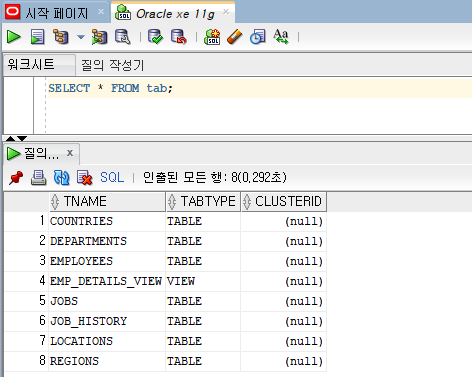 시작 페이지 × Oracle xe 11g ×
워크시트 질의 작성기
SELECT * FROM tab;
질의... ×
SQL | 인출된 모든 행: 8(0,292초)
TNAME TABTYPE CLUSTERID
1 COUNTRIES TABLE (null)
2 DEPARTMENTS TABLE (null)
3 EMPLOYEES TABLE (null)
4 EMP_DETAILS_VIEW VIEW (null)
5 JOBS TABLE (null)
6 JOB_HISTORY TABLE (null)
7 LOCATIONS TABLE (null)
8 REGIONS TABLE (null)